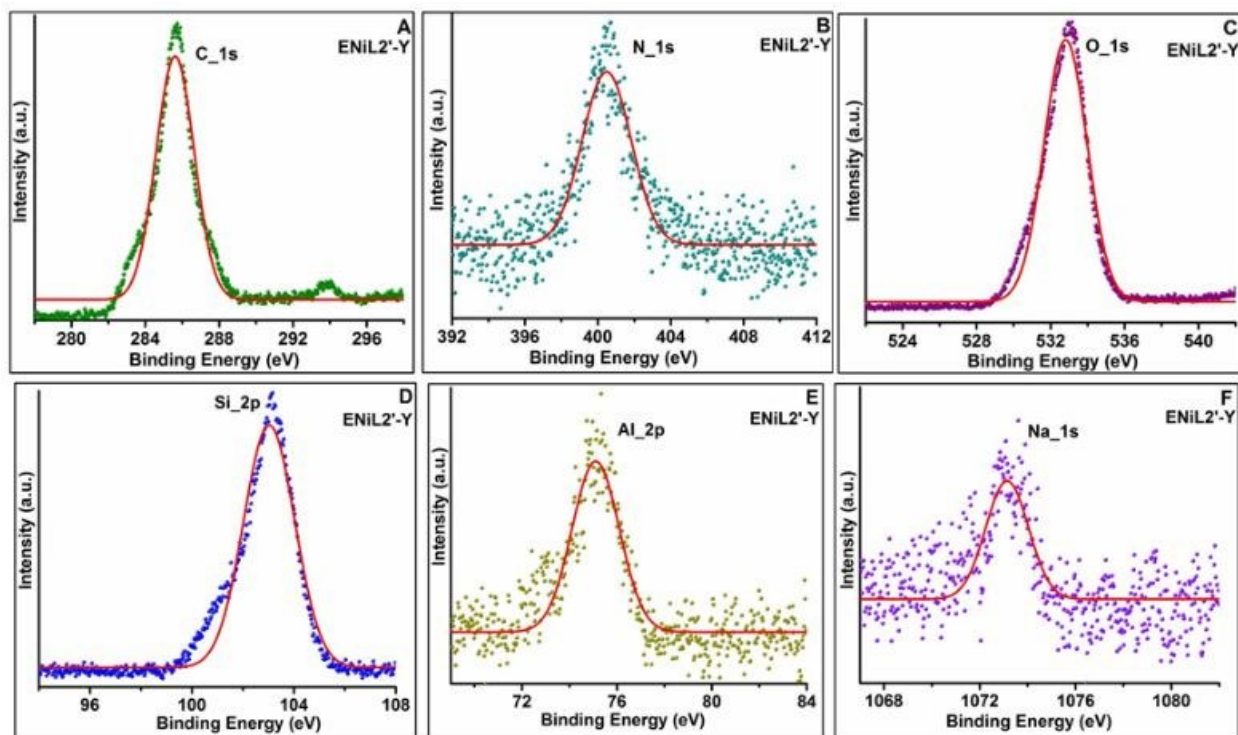 A
C_1s
ENiL2'-Y
Intensity (a.u.)
280 284 288 292 296
Binding Energy (eV)
B
N_1s
ENiL2'-Y
Intensity (a.u.)
392 396 400 404 408 412
Binding Energy (eV)
C
O_1s
ENiL2'-Y
Intensity (a.u.)
524 528 532 536 540
Binding Energy (eV)
D
Si_2p
ENiL2'-Y
Intensity (a.u.)
96 100 104 108
Binding Energy (eV)
E
Al_2p
ENiL2'-Y
Intensity (a.u.)
72 76 80 84
Binding Energy (eV)
F
Na_1s
ENiL2'-Y
Intensity (a.u.)
1068 1072 1076 1080
Binding Energy (eV)